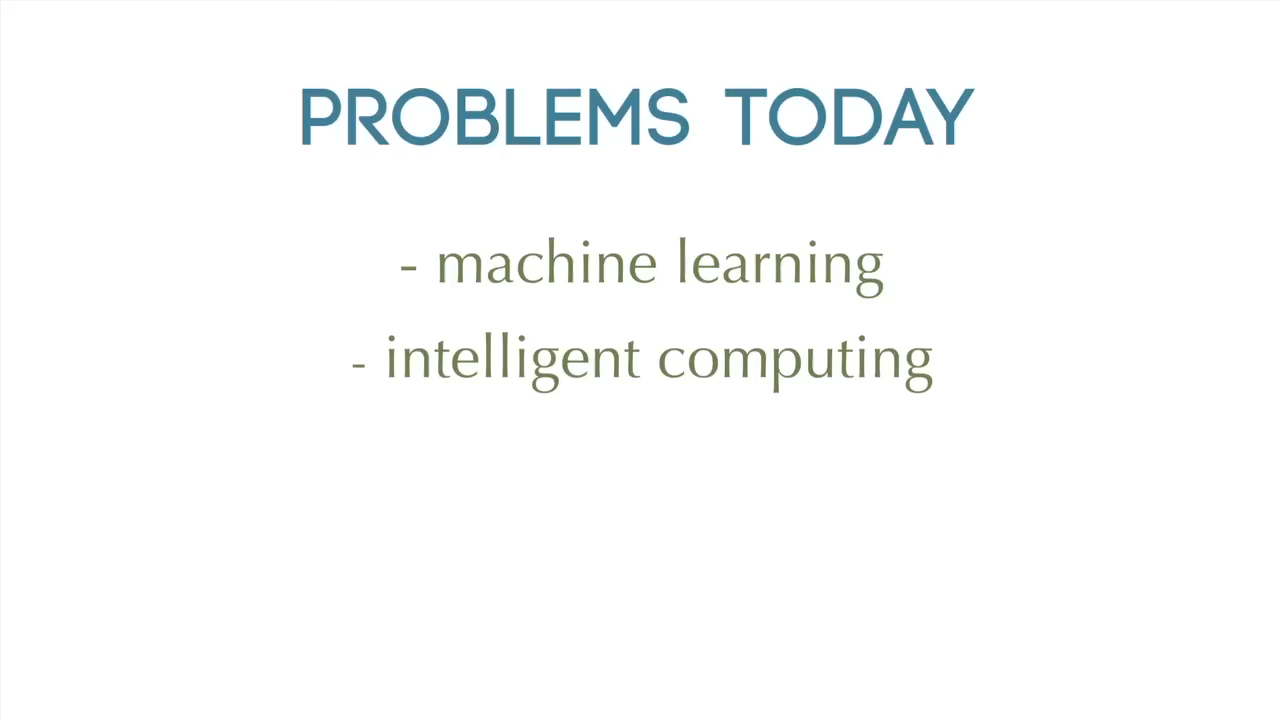 PROBLEMS TODAY
- machine learning
- intelligent computing